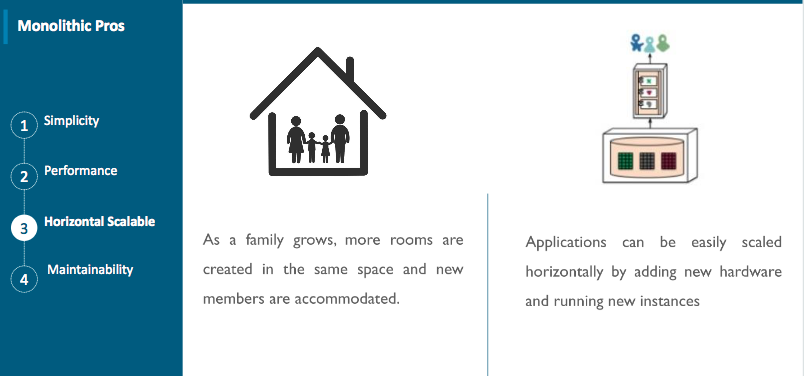 Monolithic Pros
1 Simplicity
2 Performance
3 Horizontal Scalable
4 Maintainability
As a family grows, more rooms are
created in the same space and new
members are accommodated.
Applications can be easily scaled
horizontally by adding new hardware
and running new instances